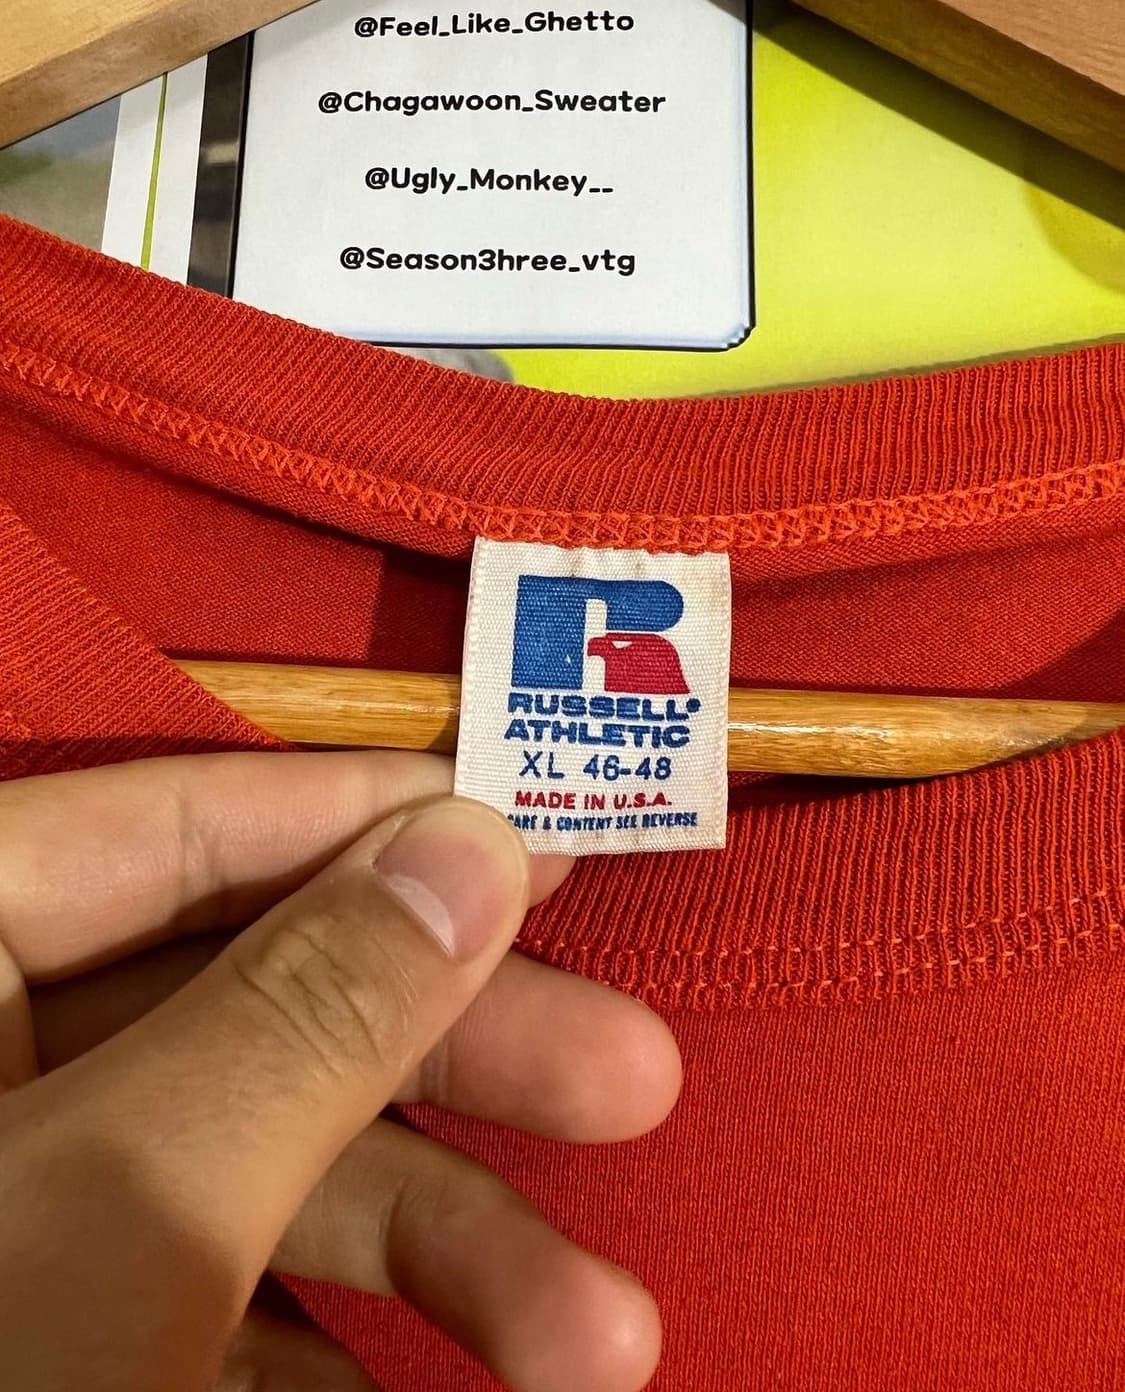 @Feel_Like_Ghetto
@Chagawoon_Sweater
@Ugly_Monkey__
@Season3hree_vtg
RUSSELL®
ATHLETIC
XL 46-48
MADE IN U.S.A.
CARE & CONTENT SEE REVERSE